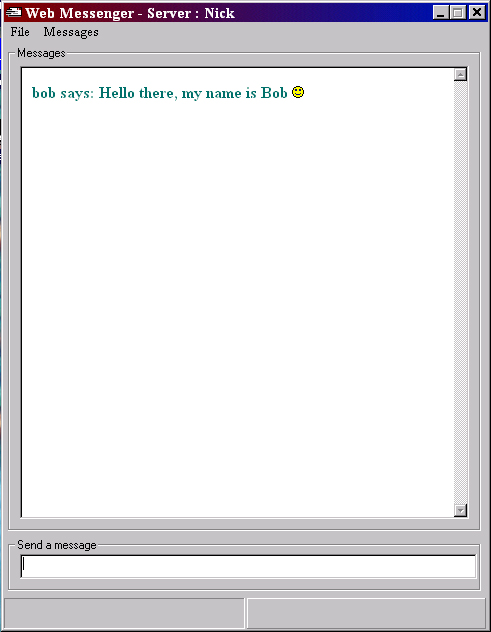 Web Messenger - Server : Nick
File Messages
Messages
bob says: Hello there, my name is Bob
Send a message